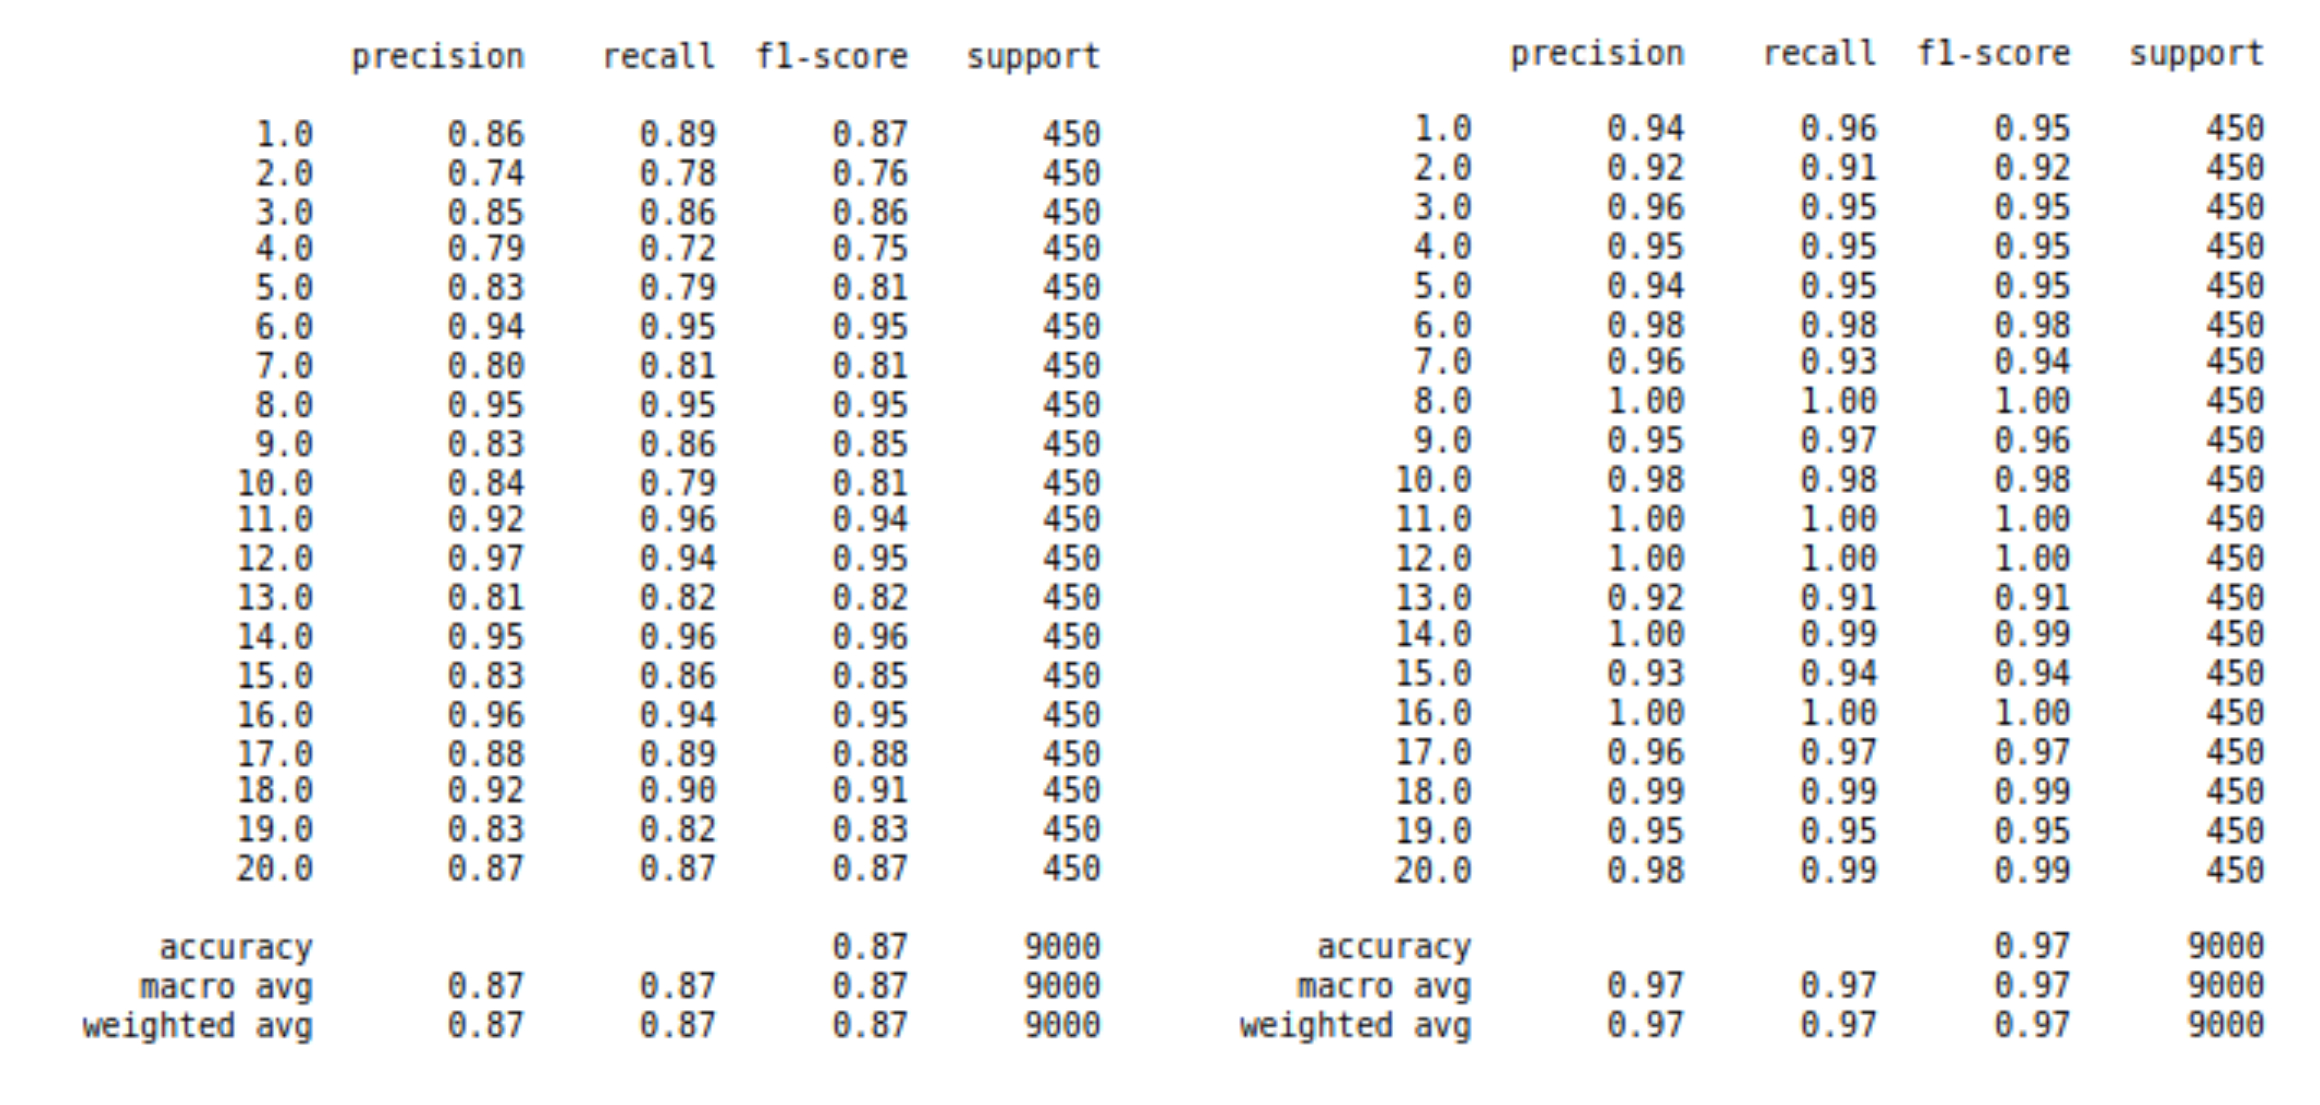 precision recall f1-score support
1.0 0.86 0.89 0.87 450
2.0 0.74 0.78 0.76 450
3.0 0.85 0.86 0.86 450
4.0 0.79 0.72 0.75 450
5.0 0.83 0.79 0.81 450
6.0 0.94 0.95 0.95 450
7.0 0.80 0.81 0.81 450
8.0 0.95 0.95 0.95 450
9.0 0.83 0.86 0.85 450
10.0 0.84 0.79 0.81 450
11.0 0.92 0.96 0.94 450
12.0 0.97 0.94 0.95 450
13.0 0.81 0.82 0.82 450
14.0 0.95 0.96 0.96 450
15.0 0.83 0.86 0.85 450
16.0 0.96 0.94 0.95 450
17.0 0.88 0.89 0.88 450
18.0 0.92 0.90 0.91 450
19.0 0.83 0.82 0.83 450
20.0 0.87 0.87 0.87 450
accuracy 0.87 9000
macro avg 0.87 0.87 0.87 9000
weighted avg 0.87 0.87 0.87 9000
precision recall f1-score support
1.0 0.94 0.96 0.95 450
2.0 0.92 0.91 0.92 450
3.0 0.96 0.95 0.95 450
4.0 0.95 0.95 0.95 450
5.0 0.94 0.95 0.95 450
6.0 0.98 0.98 0.98 450
7.0 0.96 0.93 0.94 450
8.0 1.00 1.00 1.00 450
9.0 0.95 0.97 0.96 450
10.0 0.98 0.98 0.98 450
11.0 1.00 1.00 1.00 450
12.0 1.00 1.00 1.00 450
13.0 0.92 0.91 0.91 450
14.0 1.00 0.99 0.99 450
15.0 0.93 0.94 0.94 450
16.0 1.00 1.00 1.00 450
17.0 0.96 0.97 0.97 450
18.0 0.99 0.99 0.99 450
19.0 0.95 0.95 0.95 450
20.0 0.98 0.99 0.99 450
accuracy 0.97 9000
macro avg 0.97 0.97 0.97 9000
weighted avg 0.97 0.97 0.97 9000